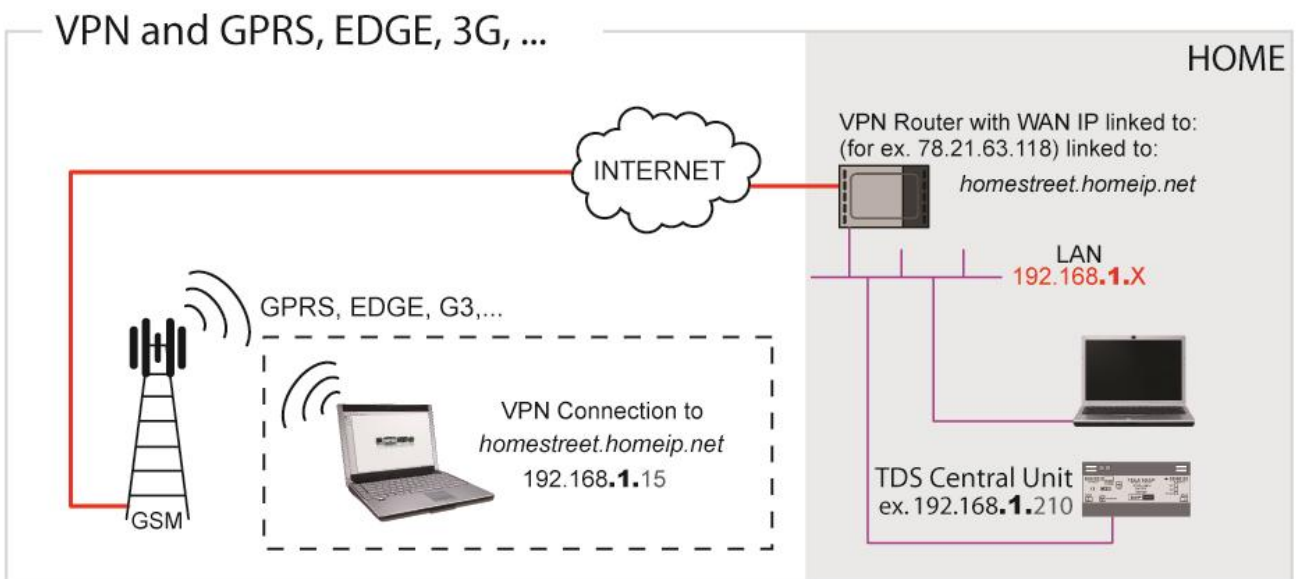 VPN and GPRS, EDGE, 3G, ...
HOME
VPN Router with WAN IP linked to:
(for ex. 78.21.63.118) linked to:
homestreet.homeip.net
INTERNET
LAN
192.168.1.X
GPRS, EDGE, G3,...
VPN Connection to
homestreet.homeip.net
192.168.1.15
GSM
TDS Central Unit
ex. 192.168.1.210